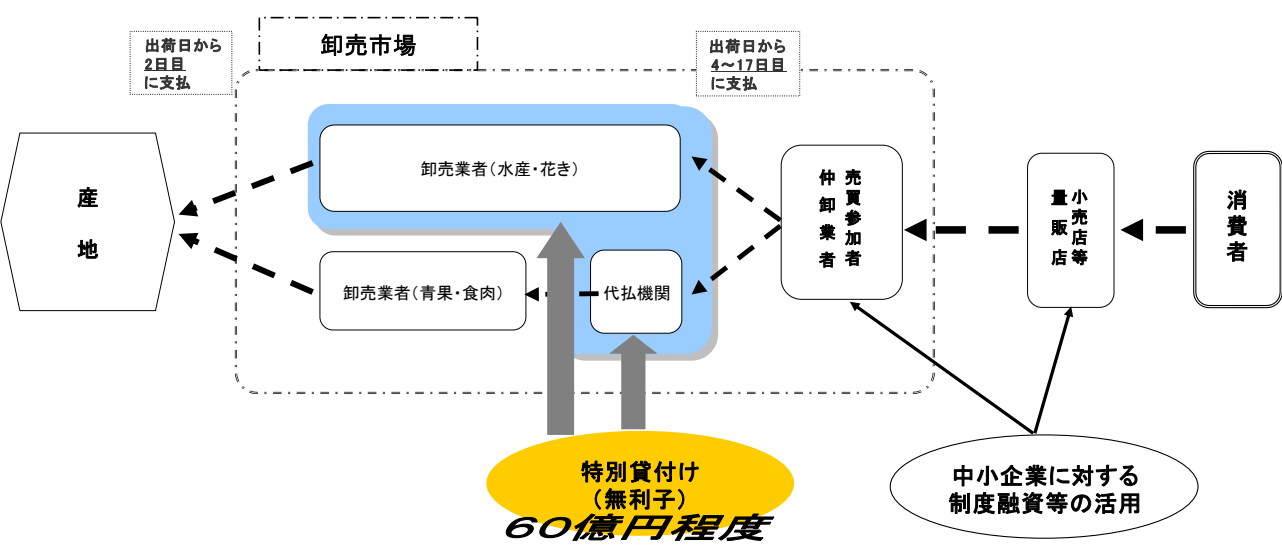 卸売市場
出荷日から
2日目
に支払
出荷日から
4～17日目
に支払
産地
卸売業者（水産・花き）
卸売業者（青果・食肉）
代払機関
売買参加者
仲卸業者
小売店等
量販店
消費者
特別貸付け
（無利子）
60億円程度
中小企業に対する
制度融資等の活用